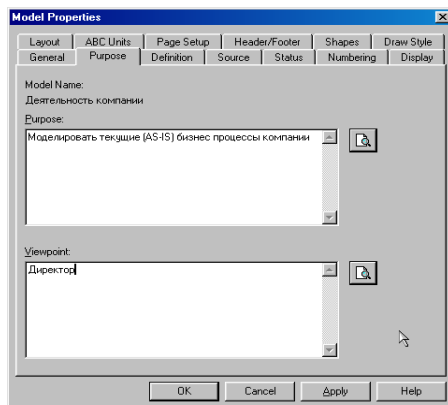 Model Properties
Layout ABC Units Page Setup Header/Footer Shapes Draw Style
General Purpose Definition Source Status Numbering Display
Model Name:
Деятельность компании
Purpose:
Моделировать текущие (AS-IS) бизнес процессы компании
Viewpoint:
Директор
OK Cancel Apply Help